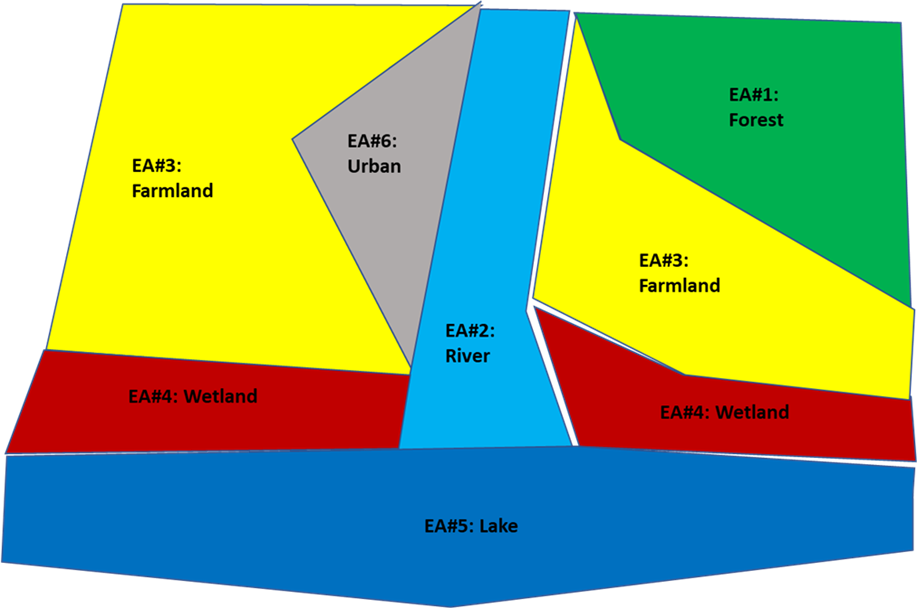 EA#1:
Forest
EA#6:
Urban
EA#3:
Farmland
EA#3:
Farmland
EA#2:
River
EA#4: Wetland
EA#4: Wetland
EA#5: Lake